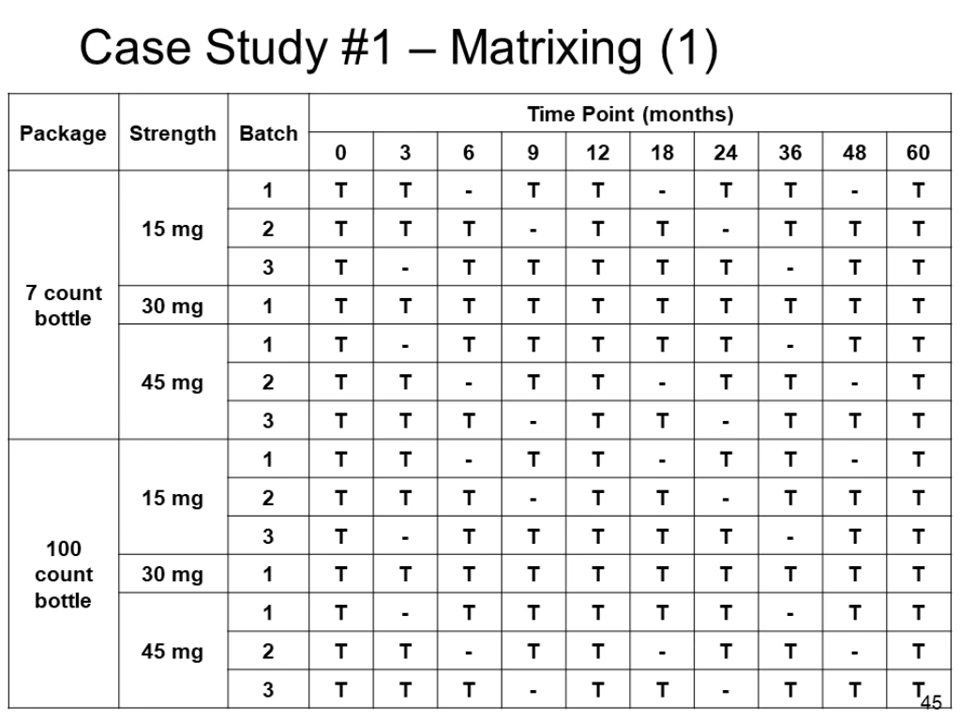 Case Study #1 – Matrixing (1)
Package Strength Batch Time Point (months)
0 3 6 9 12 18 24 36 48 60
7 count bottle 15 mg 1 T T - T T - T T - T
2 T T T - T T - T T T
3 T - T T T T T - T T
30 mg 1 T T T T T T T T T T
45 mg 1 T - T T T T T - T T
2 T T - T T - T T - T
3 T T T - T T - T T T
100 count bottle 15 mg 1 T T - T T - T T - T
2 T T T - T T - T T T
3 T - T T T T T - T T
30 mg 1 T T T T T T T T T T
45 mg 1 T - T T T T T - T T
2 T T - T T - T T - T
3 T T T - T T - T T T
45